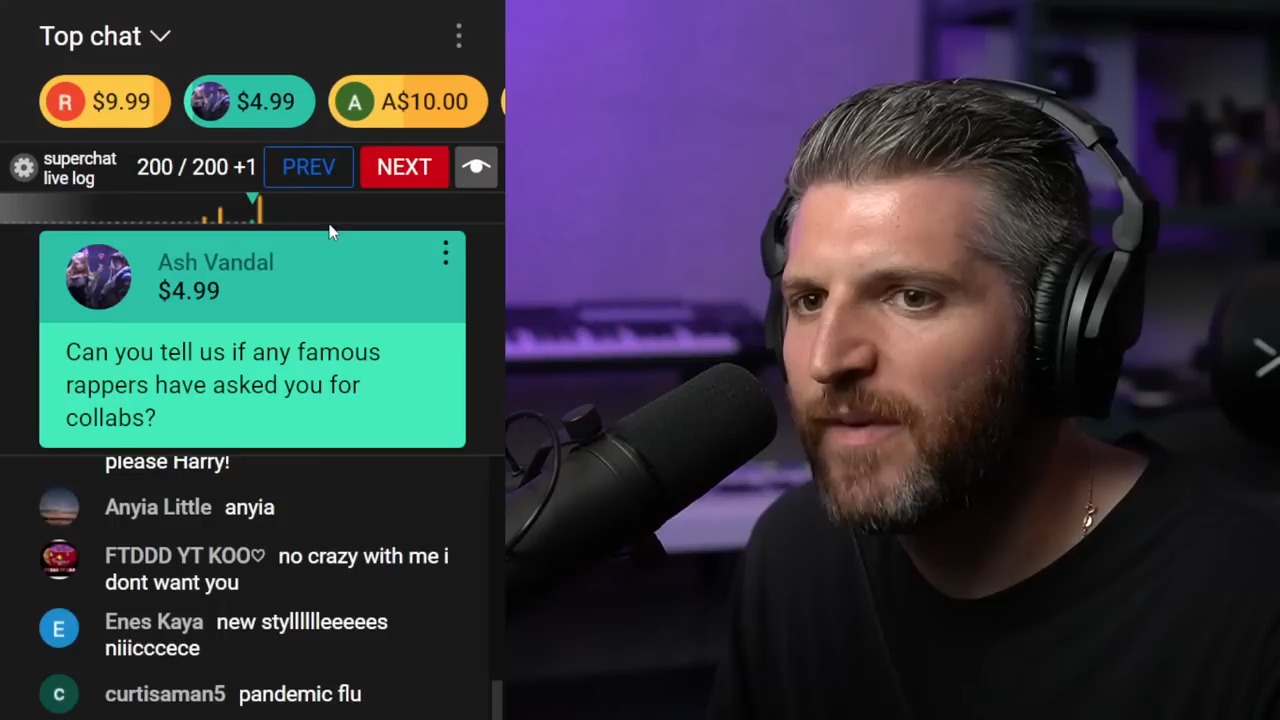 Top chat
R $9.99 $4.99 A A$10.00
superchat
live log
200 / 200 +1 PREV NEXT
Ash Vandal
$4.99
Can you tell us if any famous
rappers have asked you for
collabs?
please Harry!
Anyia Little anyia
FTDDD YT KOO♡ no crazy with me i
dont want you
E Enes Kaya new stylllllleeeees
niicccece
c curtisaman5 pandemic flu